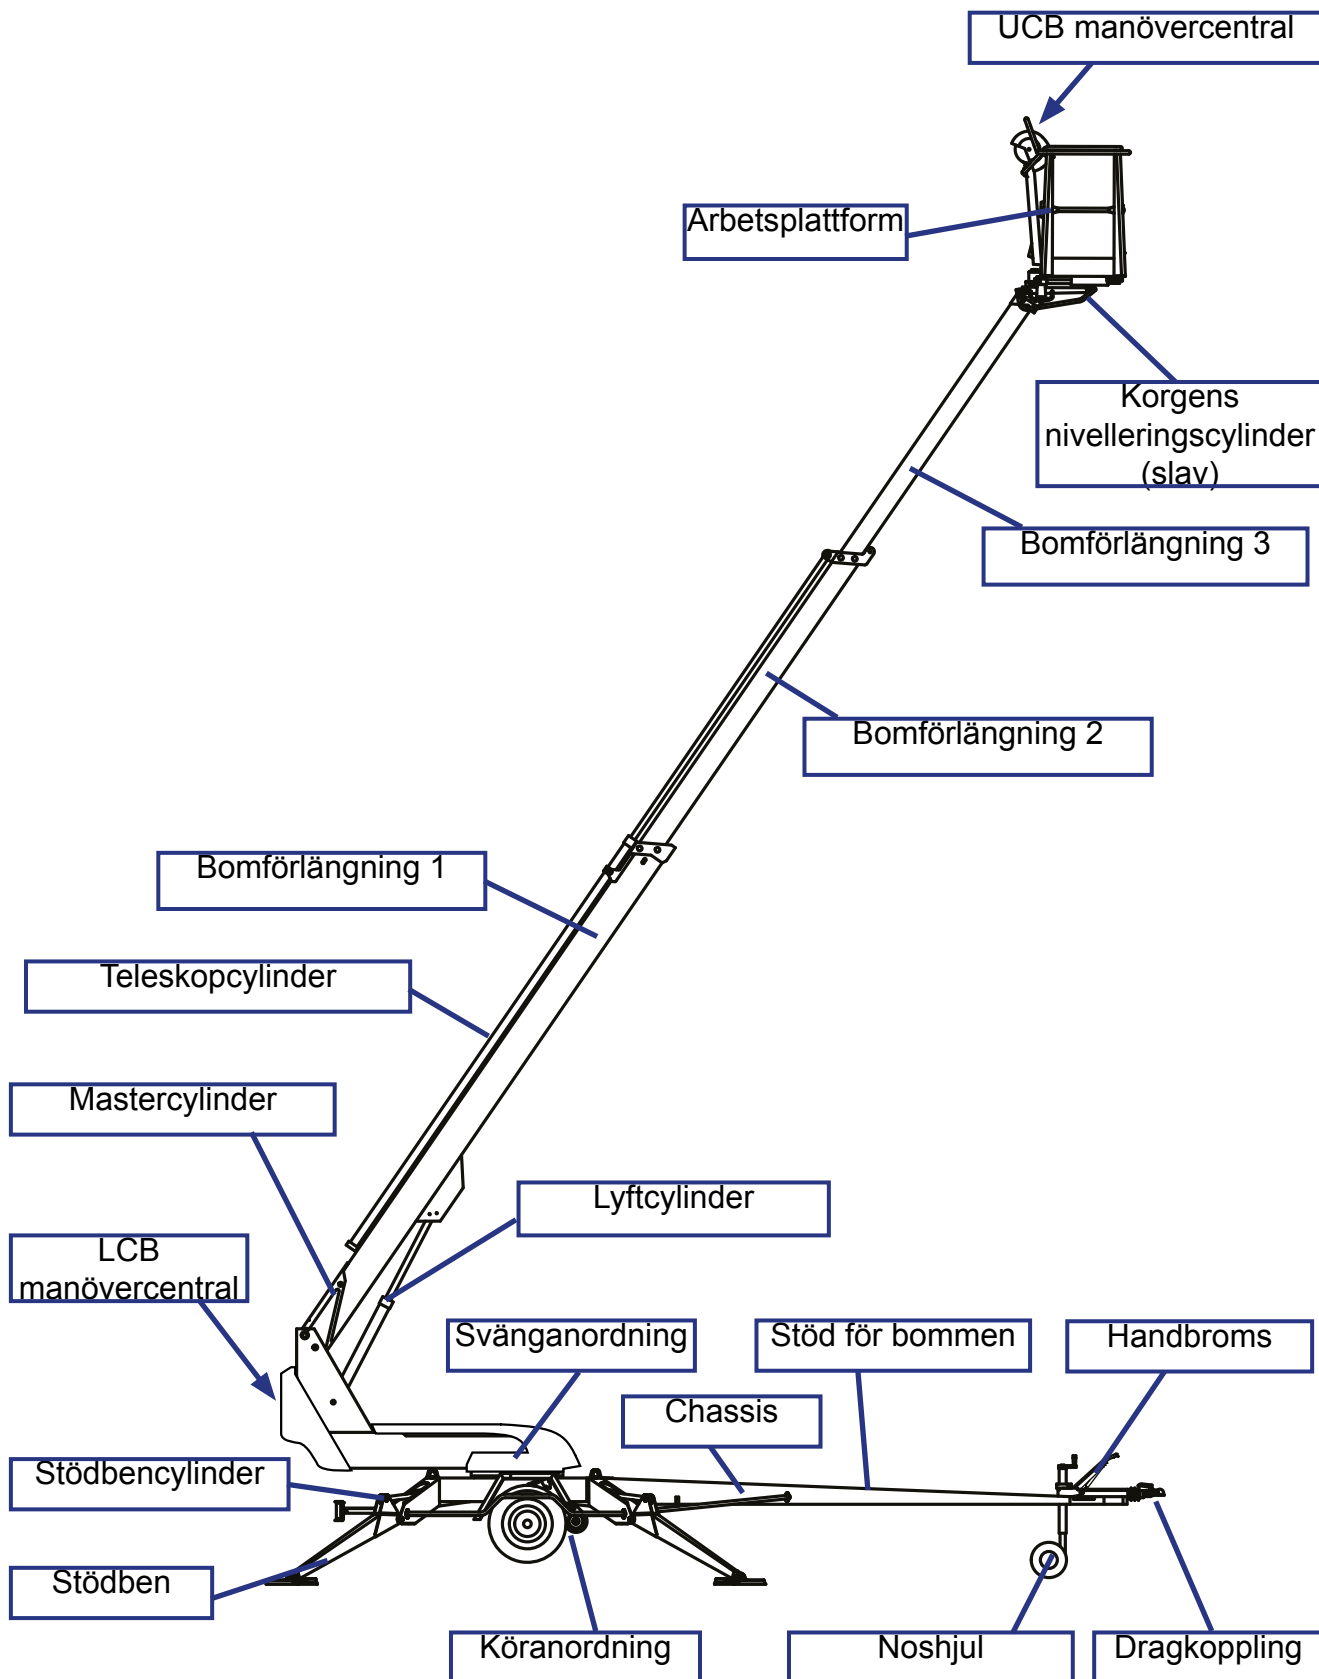 UCB manövercentral
Arbetsplattform
Korgens
nivelleringscylinder
(slav)
Bomförlängning 3
Bomförlängning 2
Bomförlängning 1
Teleskopcylinder
Mastercylinder
Lyftcylinder
LCB
manövercentral
Svänganordning
Stöd för bommen
Handbroms
Chassis
Stödbencylinder
Stödben
Köranordning
Noshjul
Dragkoppling